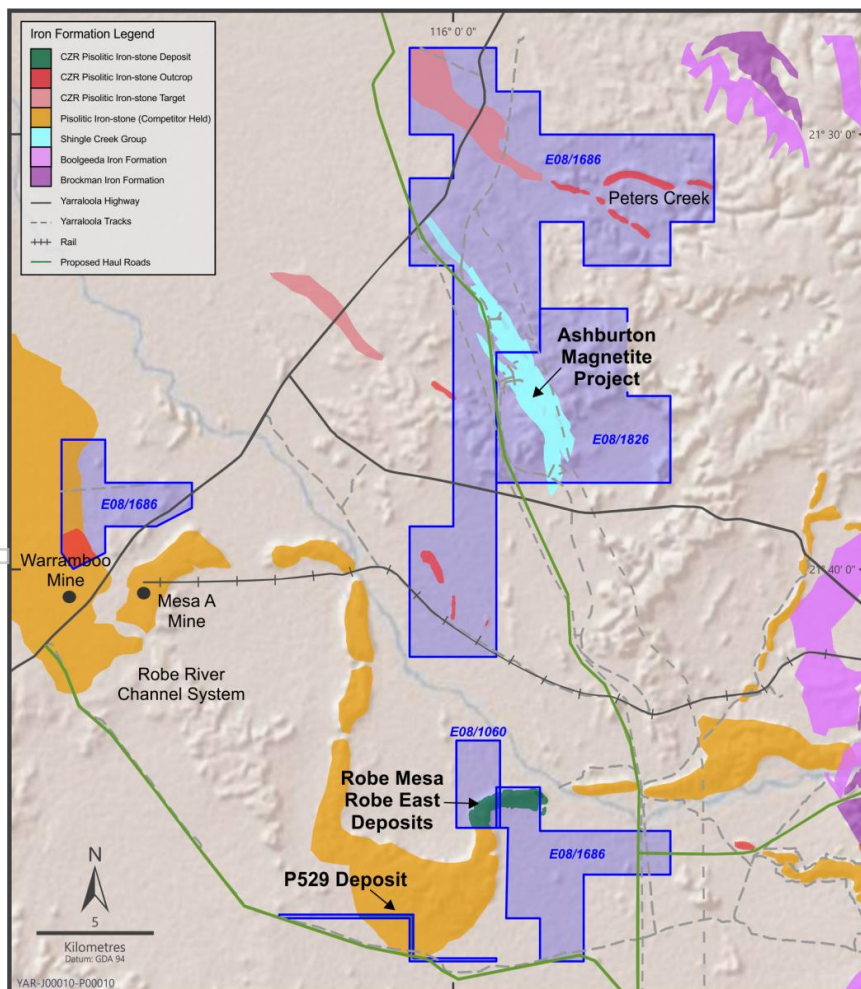 116° 0' 0"
Iron Formation Legend
CZR Pisolitic Iron-stone Deposit
CZR Pisolitic Iron-stone Outcrop
CZR Pisolitic Iron-stone Target
Pisolitic Iron-stone (Competitor Held)
Shingle Creek Group
Boolgeeda Iron Formation
Brockman Iron Formation
Yarraloola Highway
Yarraloola Tracks
Rail
Proposed Haul Roads
21° 30' 0"
E08/1686
Peters Creek
Ashburton
Magnetite
Project
E08/1826
E08/1686
Warramboo
Mine
21° 40' 0"
Mesa A
Mine
Robe River
Channel System
E08/1060
Robe Mesa
Robe East
Deposits
E08/1686
P529 Deposit
N
5
Kilometres
Datum: GDA 94
YAR-J00010-P00010